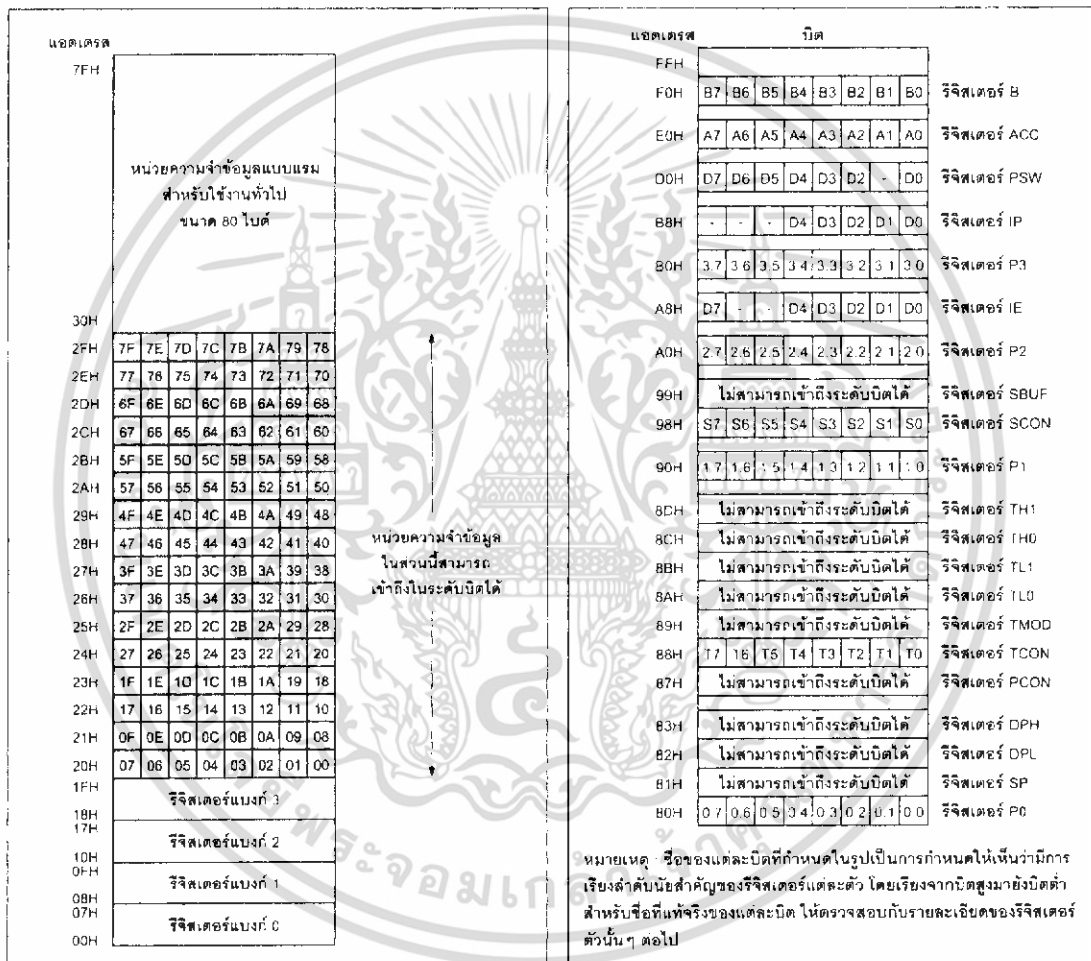 แอดเดรส
7FH
หน่วยความจำข้อมูลแบบแรม
สำหรับใช้งานทั่วไป
ขนาด 80 ไบต์
30H
2FH 7F 7E 7D 7C 7B 7A 79 78
2EH 77 76 75 74 73 72 71 70
2DH 6F 6E 6D 6C 6B 6A 69 68
2CH 67 66 65 64 63 62 61 60
2BH 5F 5E 5D 5C 5B 5A 59 58
2AH 57 56 55 54 53 52 51 50
29H 4F 4E 4D 4C 4B 4A 49 48
28H 47 46 45 44 43 42 41 40
27H 3F 3E 3D 3C 3B 3A 39 38
26H 37 36 35 34 33 32 31 30
25H 2F 2E 2D 2C 2B 2A 29 28
24H 27 26 25 24 23 22 21 20
23H 1F 1E 1D 1C 1B 1A 19 18
22H 17 16 15 14 13 12 11 10
21H 0F 0E 0D 0C 0B 0A 09 08
20H 07 06 05 04 03 02 01 00
1FH
รีจิสเตอร์แบงก์ 3
18H
17H
รีจิสเตอร์แบงก์ 2
10H
0FH
รีจิสเตอร์แบงก์ 1
08H
07H
รีจิสเตอร์แบงก์ 0
00H
หน่วยความจำข้อมูล
ในส่วนนี้สามารถ
เข้าถึงในระดับบิตได้
แอดเดรส บิต
FFH
F0H B7 B6 B5 B4 B3 B2 B1 B0 รีจิสเตอร์ B
E0H A7 A6 A5 A4 A3 A2 A1 A0 รีจิสเตอร์ ACC
D0H D7 D6 D5 D4 D3 D2 - D0 รีจิสเตอร์ PSW
B8H - - - D4 D3 D2 D1 D0 รีจิสเตอร์ IP
B0H 3.7 3.6 3.5 3.4 3.3 3.2 3.1 3.0 รีจิสเตอร์ P3
A8H D7 - - D4 D3 D2 D1 D0 รีจิสเตอร์ IE
A0H 2.7 2.6 2.5 2.4 2.3 2.2 2.1 2.0 รีจิสเตอร์ P2
99H ไม่สามารถเข้าถึงระดับบิตได้ รีจิสเตอร์ SBUF
98H S7 S6 S5 S4 S3 S2 S1 S0 รีจิสเตอร์ SCON
90H 1.7 1.6 1.5 1.4 1.3 1.2 1.1 1.0 รีจิสเตอร์ P1
8DH ไม่สามารถเข้าถึงระดับบิตได้ รีจิสเตอร์ TH1
8CH ไม่สามารถเข้าถึงระดับบิตได้ รีจิสเตอร์ TH0
8BH ไม่สามารถเข้าถึงระดับบิตได้ รีจิสเตอร์ TL1
8AH ไม่สามารถเข้าถึงระดับบิตได้ รีจิสเตอร์ TL0
89H ไม่สามารถเข้าถึงระดับบิตได้ รีจิสเตอร์ TMOD
88H T7 T6 T5 T4 T3 T2 T1 T0 รีจิสเตอร์ TCON
87H ไม่สามารถเข้าถึงระดับบิตได้ รีจิสเตอร์ PCON
83H ไม่สามารถเข้าถึงระดับบิตได้ รีจิสเตอร์ DPH
82H ไม่สามารถเข้าถึงระดับบิตได้ รีจิสเตอร์ DPL
81H ไม่สามารถเข้าถึงระดับบิตได้ รีจิสเตอร์ SP
80H 0.7 0.6 0.5 0.4 0.3 0.2 0.1 0.0 รีจิสเตอร์ P0
หมายเหตุ ชื่อของแต่ละบิตที่กำหนดในรูปเป็นการกำหนดให้เห็นว่ามีการ
เรียงลำดับนัยสำคัญของรีจิสเตอร์แต่ละตัว โดยเรียงจากบิตสูงมายังบิตต่ำ
สำหรับชื่อที่แท้จริงของแต่ละบิต ให้ตรวจสอบกับรายละเอียดของรีจิสเตอร์
ตัวนั้นๆ ต่อไป